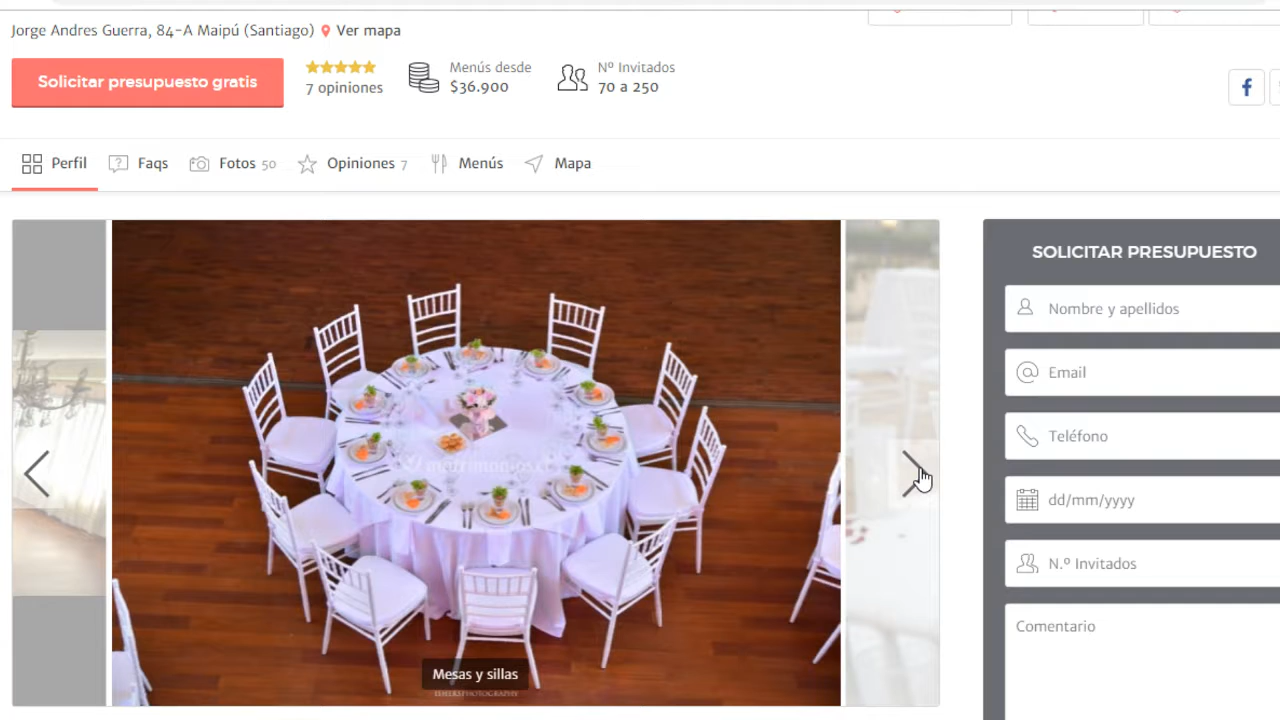 Jorge Andres Guerra, 84-A Maipú (Santiago) Ver mapa
Solicitar presupuesto gratis
7 opiniones
Menús desde
$36.900
Nº Invitados
70 a 250
Perfil
Faqs
Fotos 50
Opiniones 7
Menús
Mapa
Mesas y sillas
SOLICITAR PRESUPUESTO
Nombre y apellidos
Email
Teléfono
dd/mm/yyyy
N.º Invitados
Comentario